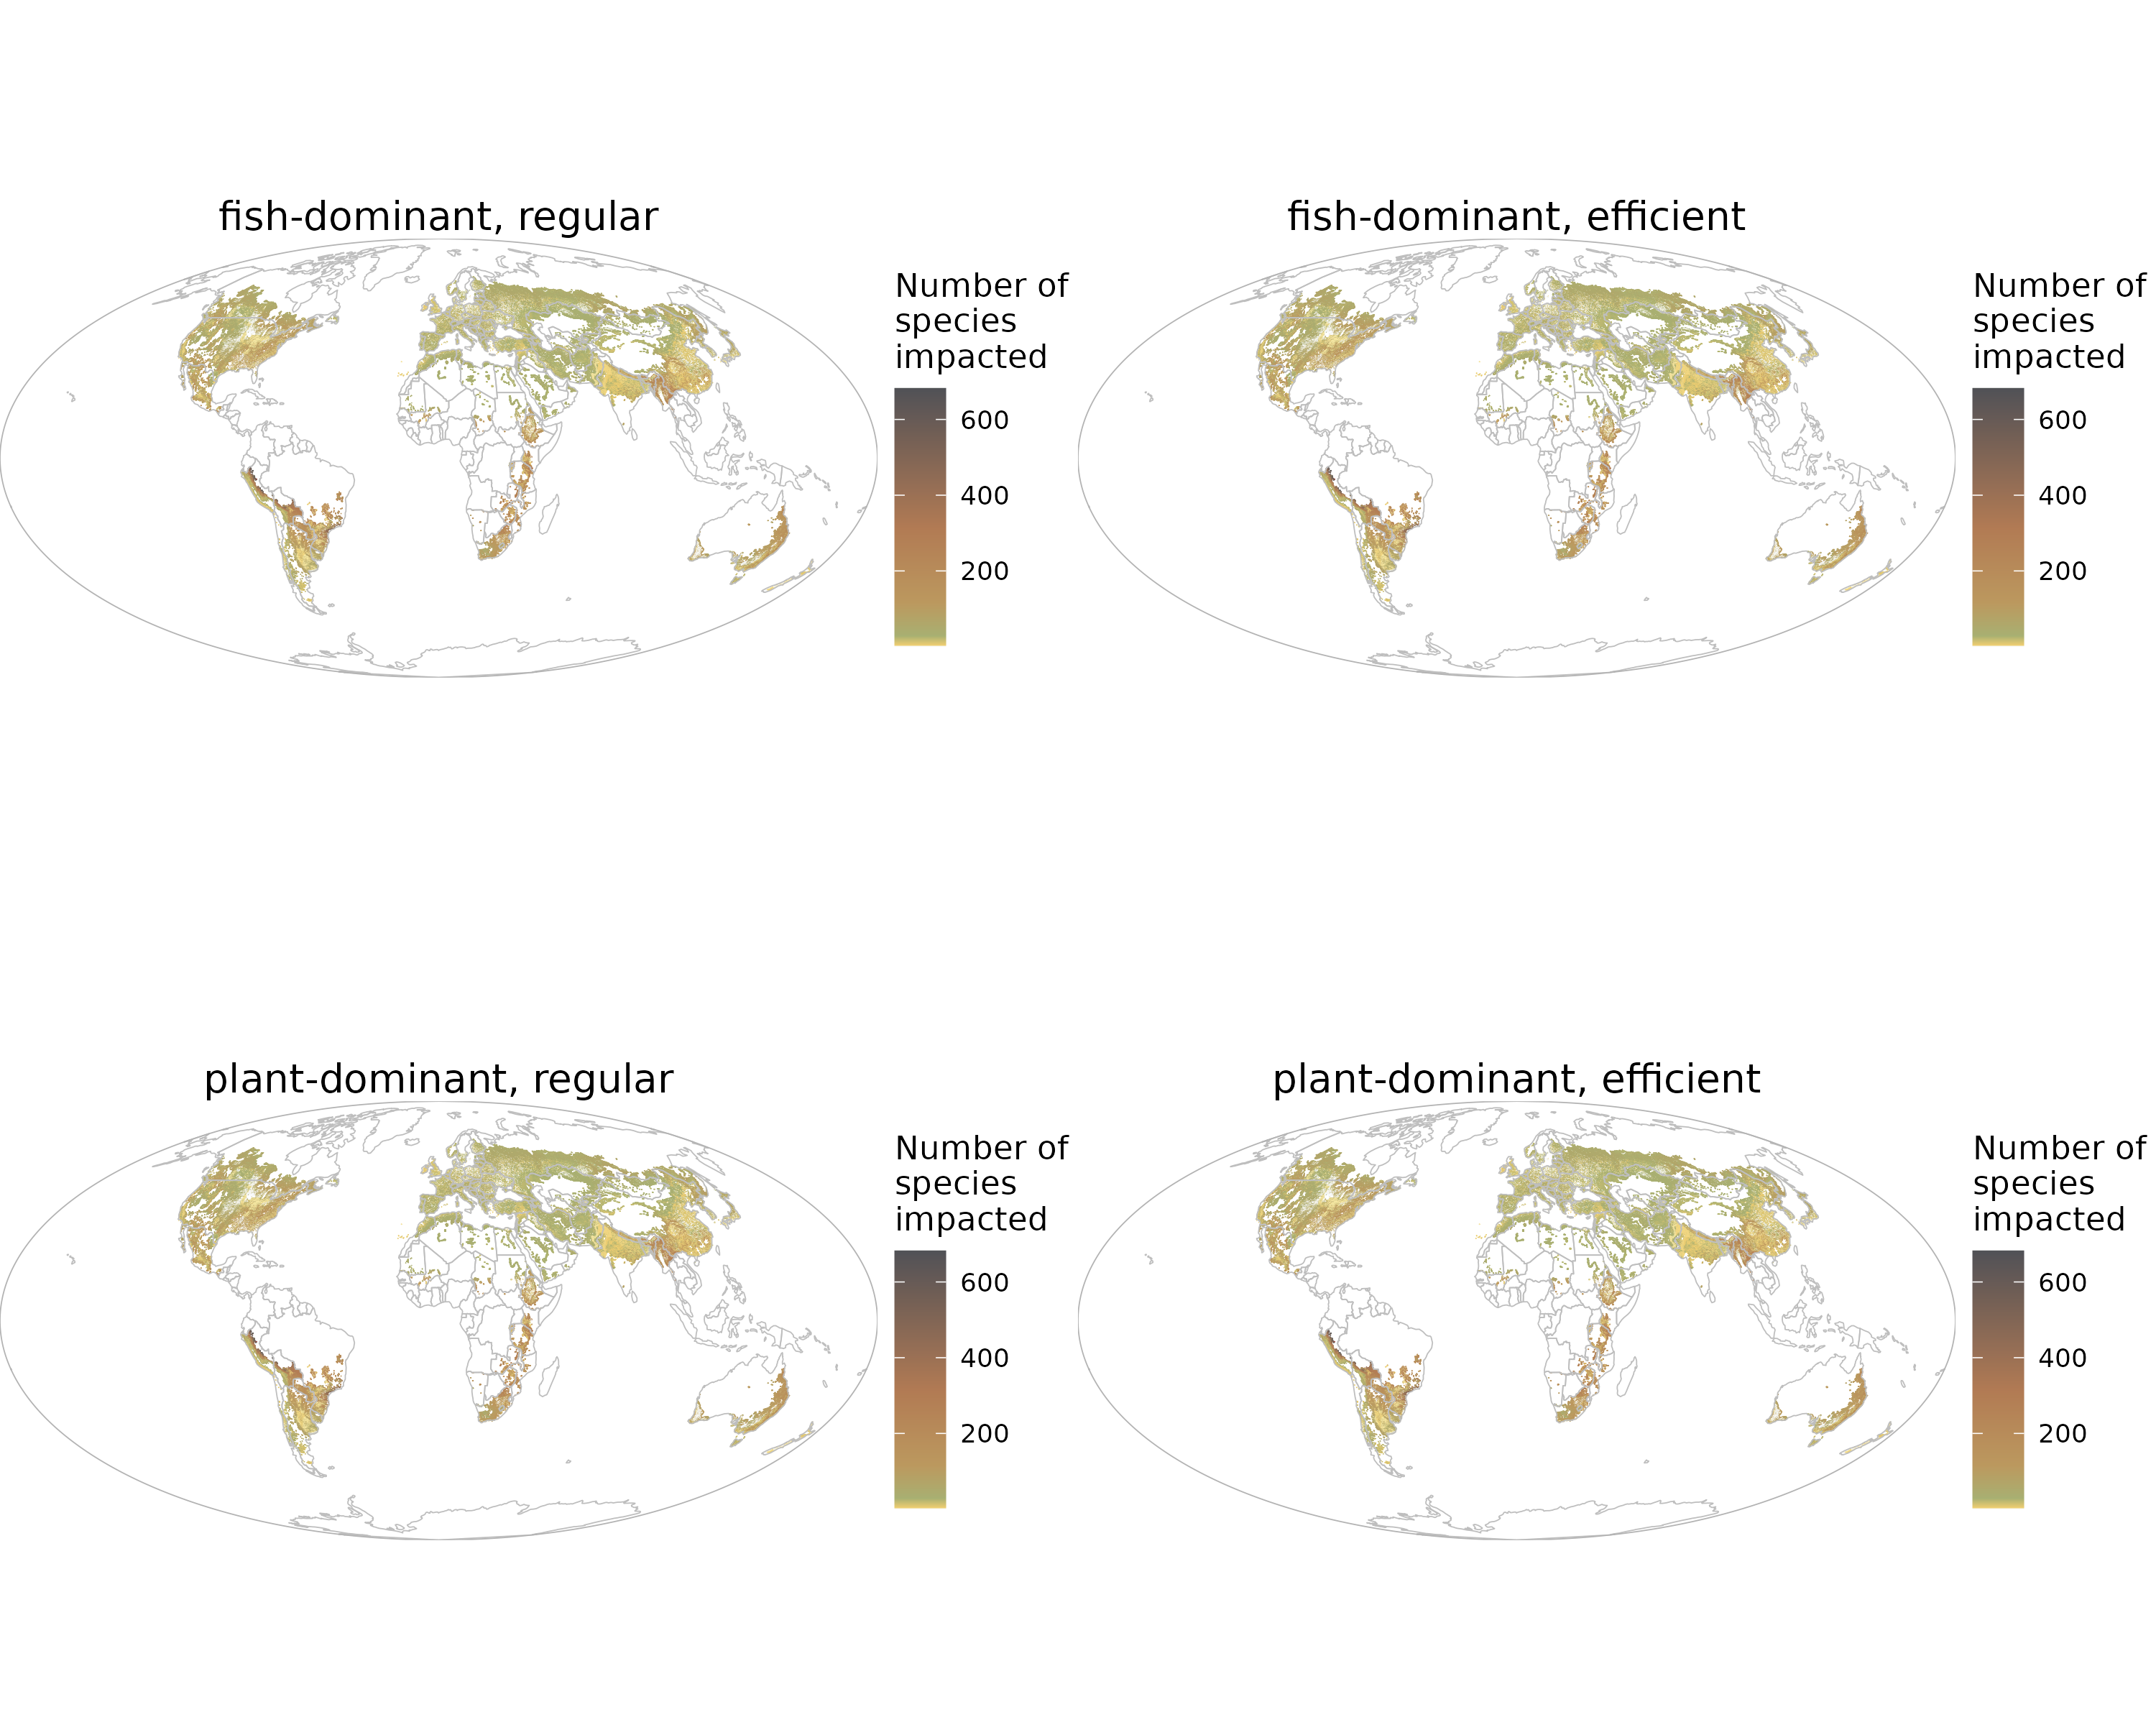 fish-dominant, regular
Number of
species
impacted
600
400
200
fish-dominant, efficient
Number of
species
impacted
600
400
200
plant-dominant, regular
Number of
species
impacted
600
400
200
plant-dominant, efficient
Number of
species
impacted
600
400
200